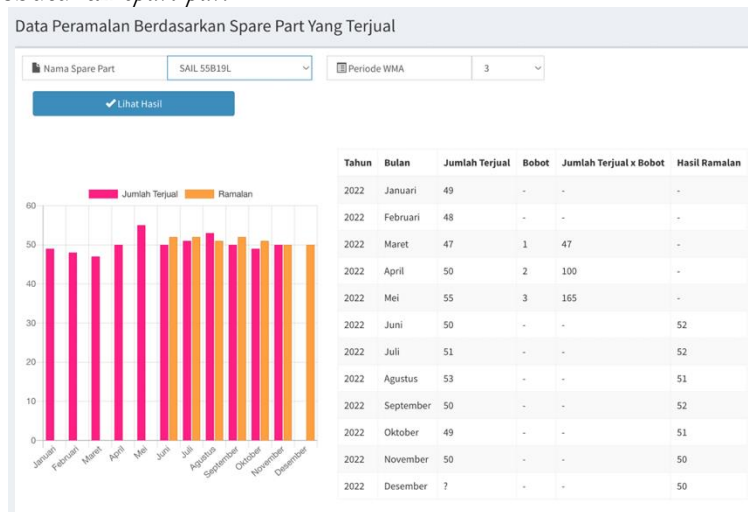 Data Peramalan Berdasarkan Spare Part Yang Terjual
Nama Spare Part SAIL 55B19L Periode WMA 3
Lihat Hasil
Jumlah Terjual Ramalan
60
50
40
30
20
10
0
Januari Februari Maret April Mei Juni Juli Agustus September Oktober November Desember
Tahun Bulan Jumlah Terjual Bobot Jumlah Terjual x Bobot Hasil Ramalan
2022 Januari 49 - - -
2022 Februari 48 - - -
2022 Maret 47 1 47 -
2022 April 50 2 100 -
2022 Mei 55 3 165 -
2022 Juni 50 - - 52
2022 Juli 51 - - 52
2022 Agustus 53 - - 51
2022 September 50 - - 52
2022 Oktober 49 - - 51
2022 November 50 - - 50
2022 Desember ? - - 50